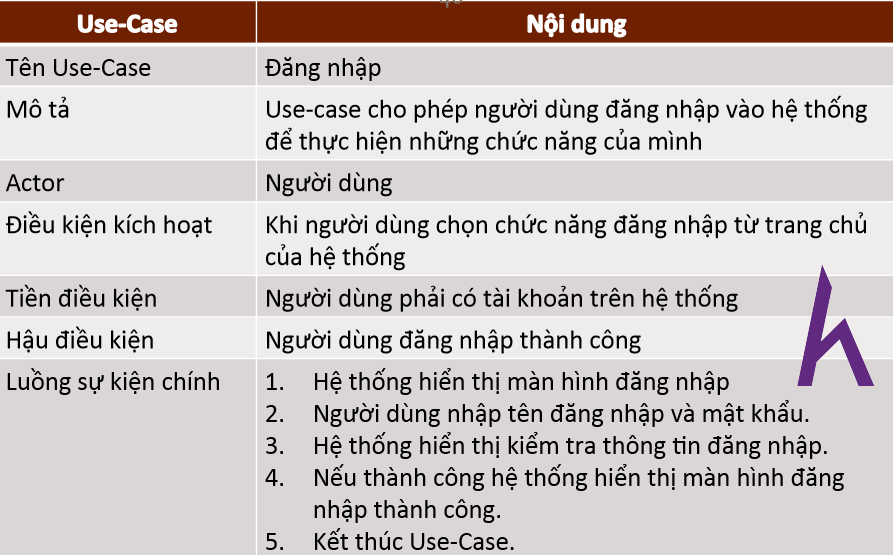 Use-Case Nội dung
Tên Use-Case Đăng nhập
Mô tả Use-case cho phép người dùng đăng nhập vào hệ thống
để thực hiện những chức năng của mình
Actor Người dùng
Điều kiện kích hoạt Khi người dùng chọn chức năng đăng nhập từ trang chủ
của hệ thống
Tiền điều kiện Người dùng phải có tài khoản trên hệ thống
Hậu điều kiện Người dùng đăng nhập thành công
Luồng sự kiện chính 1. Hệ thống hiển thị màn hình đăng nhập
2. Người dùng nhập tên đăng nhập và mật khẩu.
3. Hệ thống hiển thị kiểm tra thông tin đăng nhập.
4. Nếu thành công hệ thống hiển thị màn hình đăng
nhập thành công.
5. Kết thúc Use-Case.